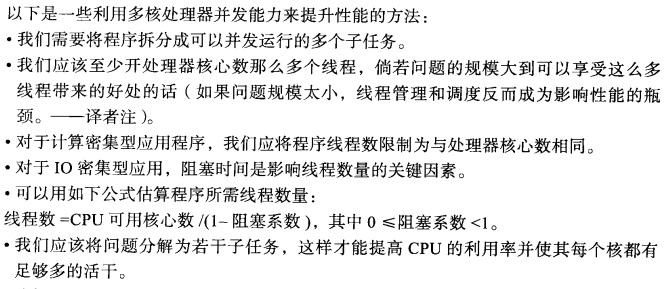 以下是一些利用多核处理器并发能力来提升性能的方法：
•我们需要将程序拆分成可以并发运行的多个子任务。
•我们应该至少开处理器核心数那么多个线程，倘若问题的规模大到可以享受这么多
线程带来的好处的话（如果问题规模太小，线程管理和调度反而成为影响性能的瓶
颈。——译者注）。
•对于计算密集型应用程序，我们应将程序线程数限制为与处理器核心数相同。
•对于 IO 密集型应用，阻塞时间是影响线程数量的关键因素。
•可以用如下公式估算程序所需线程数量：
线程数 =CPU 可用核心数 /(1– 阻塞系数 )，其中 0 ≤阻塞系数 <1。
•我们应该将问题分解为若干子任务，这样才能提高 CPU 的利用率并使其每个核都有
足够多的活干。